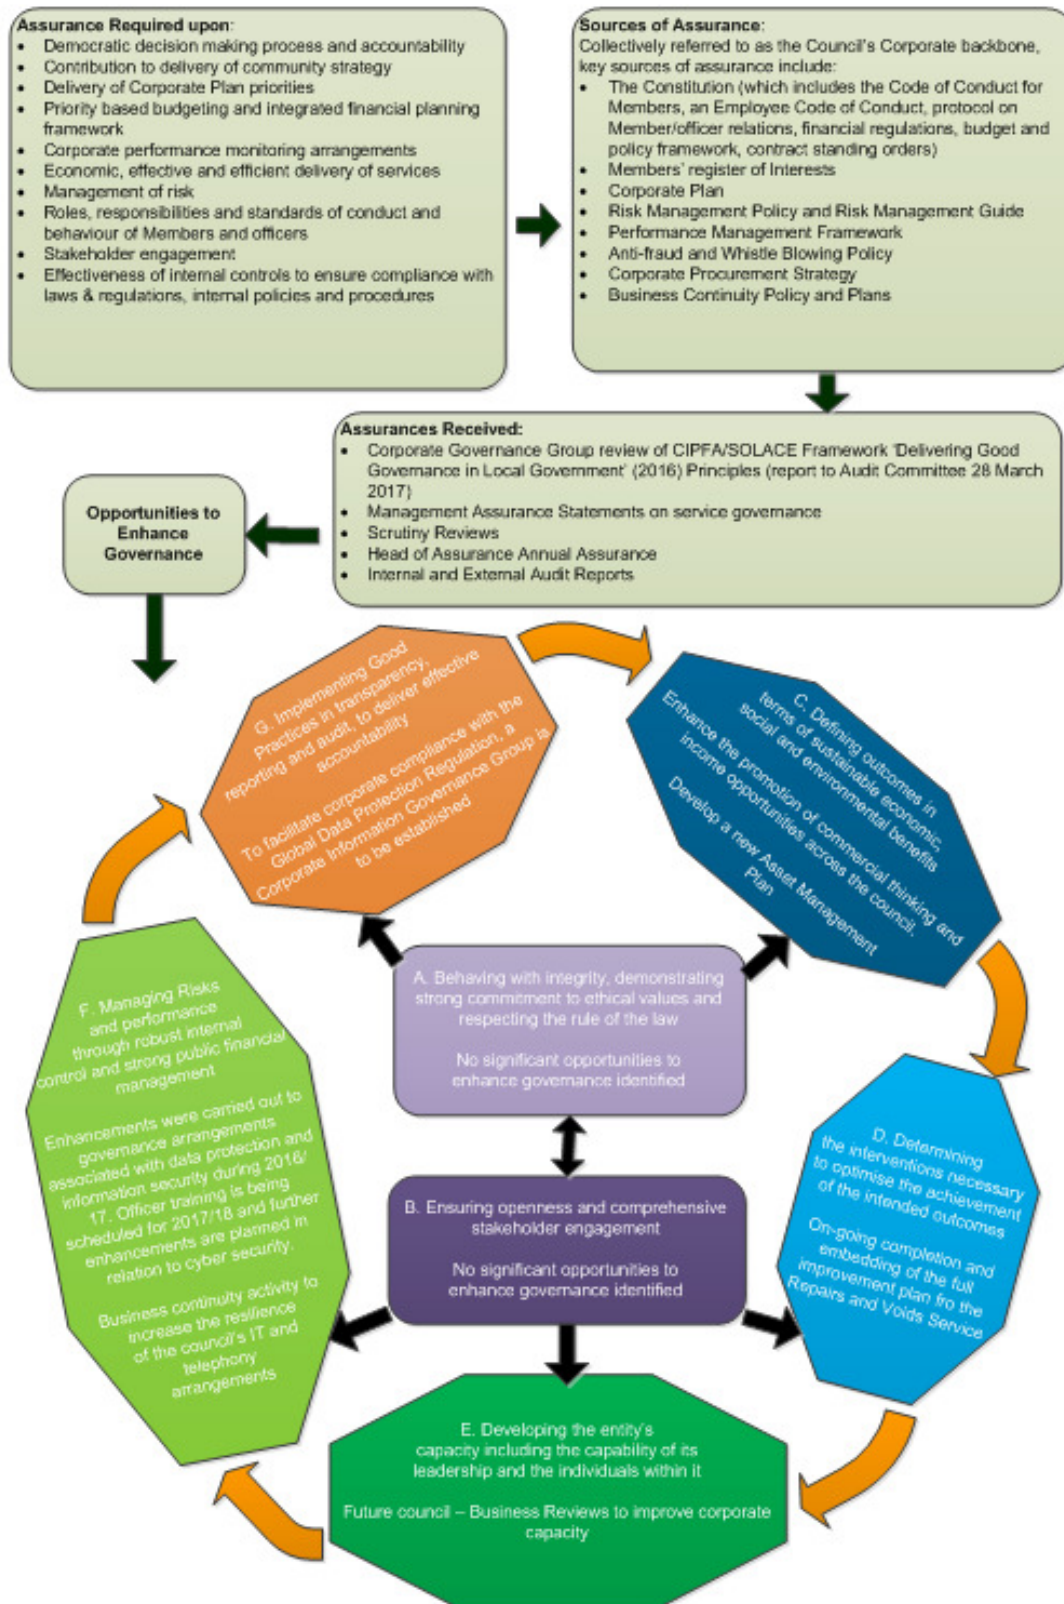 Assurance Required upon:
• Democratic decision making process and accountability
• Contribution to delivery of community strategy
• Delivery of Corporate Plan priorities
• Priority based budgeting and integrated financial planning
framework
• Corporate performance monitoring arrangements
• Economic, effective and efficient delivery of services
• Management of risk
• Roles, responsibilities and standards of conduct and
behaviour of Members and officers
• Stakeholder engagement
• Effectiveness of internal controls to ensure compliance with
laws & regulations, internal policies and procedures
Sources of Assurance:
Collectively referred to as the Council's Corporate backbone,
key sources of assurance include:
• The Constitution (which includes the Code of Conduct for
Members, an Employee Code of Conduct, protocol on
Member/officer relations, financial regulations, budget and
policy framework, contract standing orders)
• Members' register of Interests
• Corporate Plan
• Risk Management Policy and Risk Management Guide
• Performance Management Framework
• Anti-fraud and Whistle Blowing Policy
• Corporate Procurement Strategy
• Business Continuity Policy and Plans
Assurances Received:
• Corporate Governance Group review of CIPFA/SOLACE Framework 'Delivering Good
Governance in Local Government' (2016) Principles (report to Audit Committee 28 March
2017)
• Management Assurance Statements on service governance
• Scrutiny Reviews
• Head of Assurance Annual Assurance
• Internal and External Audit Reports
Opportunities to
Enhance
Governance
G. Implementing Good
Practices in transparency,
reporting and audit, to deliver effective
accountability
To facilitate corporate compliance with the
Global Data Protection Regulation, a
Corporate Information Governance Group is
to be established
C. Defining outcomes in
terms of sustainable economic,
social and environmental benefits
Enhance the promotion of commercial thinking and
income opportunities across the council.
Develop a new Asset Management
Plan
A. Behaving with integrity, demonstrating
strong commitment to ethical values and
respecting the rule of the law
No significant opportunities to
enhance governance identified
F. Managing Risks
and performance
through robust internal
control and strong public financial
management
Enhancements were carried out to
governance arrangements
associated with data protection and
information security during 2016/
17. Officer training is being
scheduled for 2017/18 and further
enhancements are planned in
relation to cyber security.
Business continuity activity to
increase the resilience
of the council's IT and
telephony
arrangements
D. Determining
the interventions necessary
to optimise the achievement
of the intended outcomes
On-going completion and
embedding of the full
improvement plan fro the
Repairs and Voids Service
B. Ensuring openness and comprehensive
stakeholder engagement
No significant opportunities to
enhance governance identified
E. Developing the entity's
capacity including the capability of its
leadership and the individuals within it
Future council – Business Reviews to improve corporate
capacity